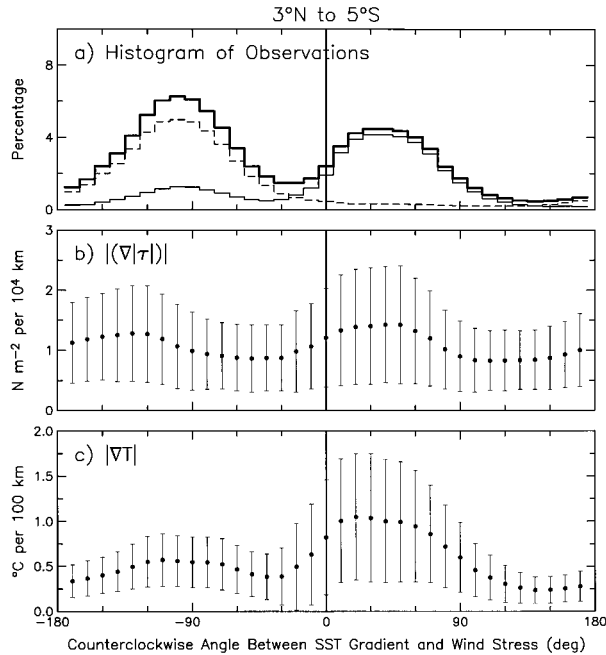 3°N to 5°S
a) Histogram of Observations
Percentage
8
4
0
b) |(∇|τ|)|
N m⁻² per 10⁴ km
3
2
1
0
c) |∇T|
°C per 100 km
2.0
1.5
1.0
0.5
0.0
-180 -90 0 90 180
Counterclockwise Angle Between SST Gradient and Wind Stress (deg)